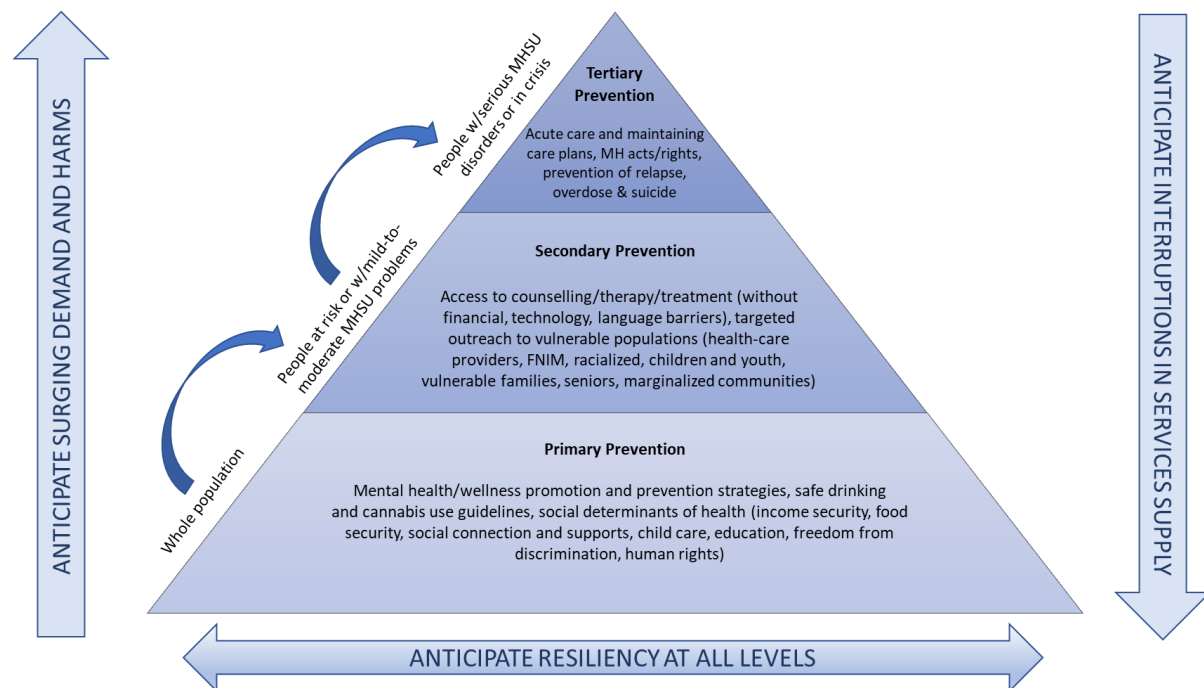 ANTICIPATE SURGING DEMAND AND HARMS
People w/serious MHSU
disorders or in crisis
People at risk or w/mild-to-
moderate MHSU problems
Whole population
Tertiary
Prevention
Acute care and maintaining
care plans, MH acts/rights,
prevention of relapse,
overdose & suicide
Secondary Prevention
Access to counselling/therapy/treatment (without
financial, technology, language barriers), targeted
outreach to vulnerable populations (health-care
providers, FNIM, racialized, children and youth,
vulnerable families, seniors, marginalized communities)
Primary Prevention
Mental health/wellness promotion and prevention strategies, safe drinking
and cannabis use guidelines, social determinants of health (income security, food
security, social connection and supports, child care, education, freedom from
discrimination, human rights)
ANTICIPATE INTERRUPTIONS IN SERVICES SUPPLY
ANTICIPATE RESILIENCY AT ALL LEVELS